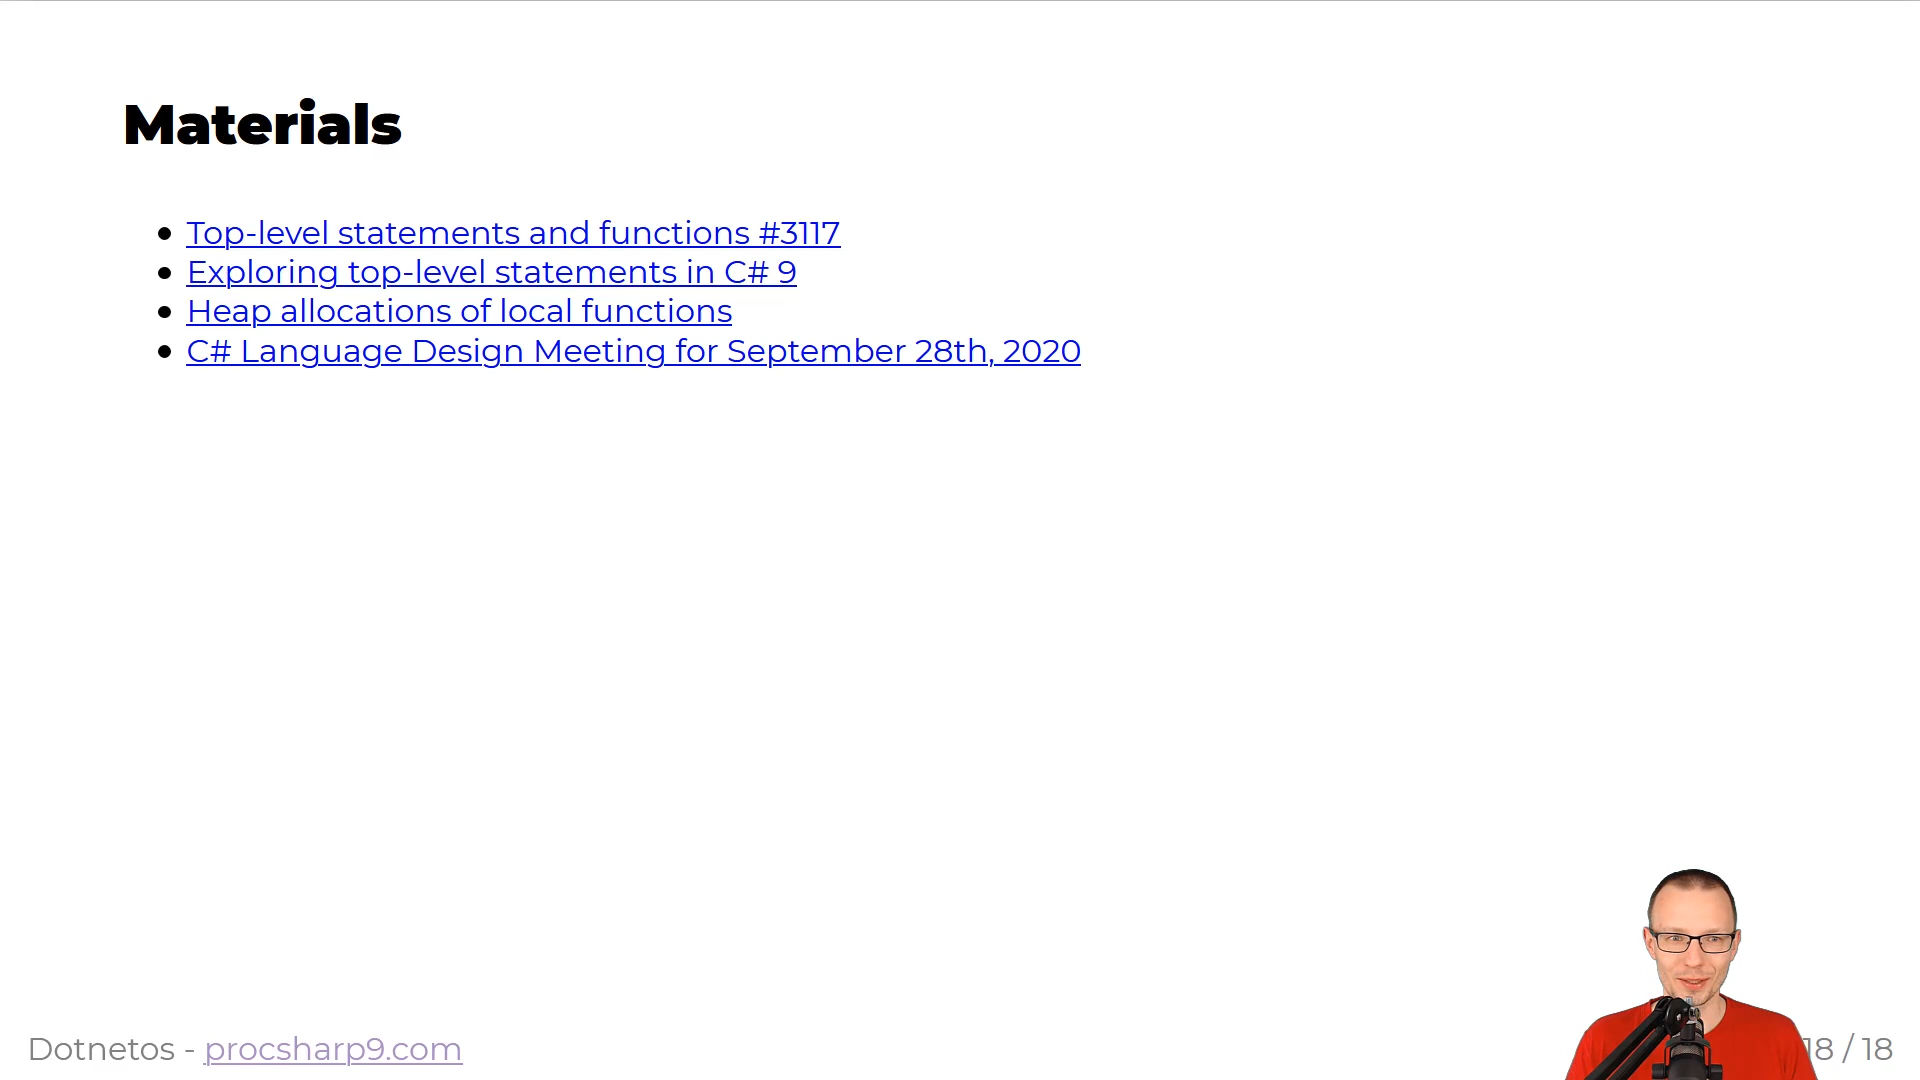 Materials
Top-level statements and functions #3117
Exploring top-level statements in C# 9
Heap allocations of local functions
C# Language Design Meeting for September 28th, 2020
Dotnetos - procsharp9.com
18 / 18